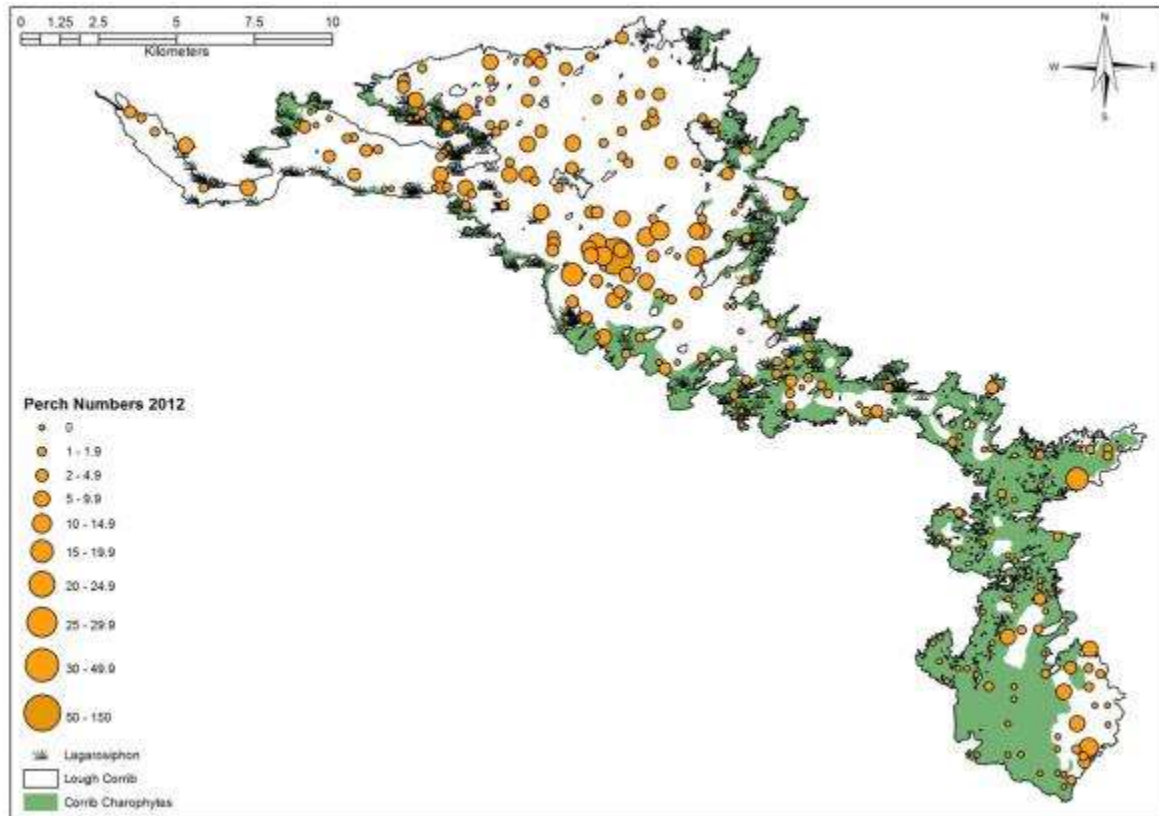 0 1.25 2.5 5 7.5 10
Kilometers
N
W E
S
Perch Numbers 2012
0
1 - 1.9
2 - 4.9
5 - 9.9
10 - 14.9
15 - 19.9
20 - 24.9
25 - 29.9
30 - 49.9
50 - 150
Lagarosiphon
Lough Corrib
Corrib Charophytes